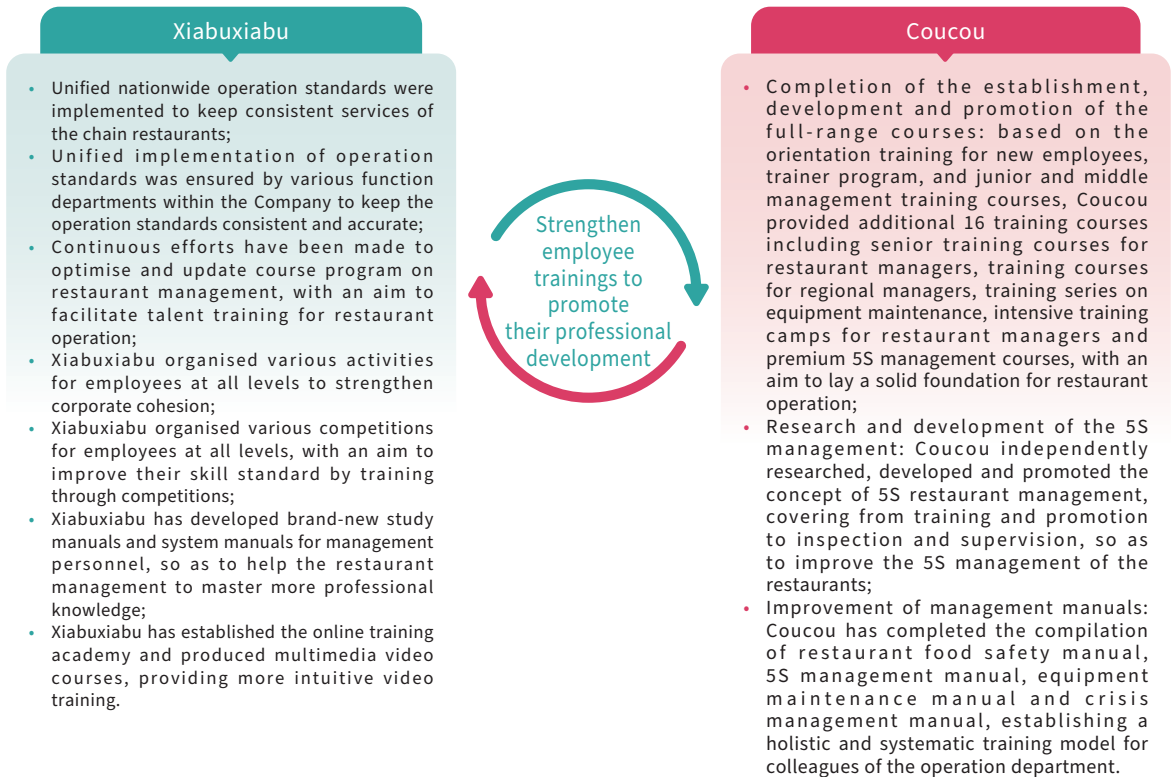 Xiabuxiabu
• Unified nationwide operation standards were
implemented to keep consistent services of
the chain restaurants;
• Unified implementation of operation
standards was ensured by various function
departments within the Company to keep the
operation standards consistent and accurate;
• Continuous efforts have been made to
optimise and update course program on
restaurant management, with an aim to
facilitate talent training for restaurant
operation;
• Xiabuxiabu organised various activities
for employees at all levels to strengthen
corporate cohesion;
• Xiabuxiabu organised various competitions
for employees at all levels, with an aim to
improve their skill standard by training
through competitions;
• Xiabuxiabu has developed brand-new study
manuals and system manuals for management
personnel, so as to help the restaurant
management to master more professional
knowledge;
• Xiabuxiabu has established the online training
academy and produced multimedia video
courses, providing more intuitive video
training.
Strengthen
employee
trainings to
promote
their professional
development
Coucou
• Completion of the establishment,
development and promotion of the
full-range courses: based on the
orientation training for new employees,
trainer program, and junior and middle
management training courses, Coucou
provided additional 16 training courses
including senior training courses for
restaurant managers, training courses
for regional managers, training series on
equipment maintenance, intensive training
camps for restaurant managers and
premium 5S management courses, with an
aim to lay a solid foundation for restaurant
operation;
• Research and development of the 5S
management: Coucou independently
researched, developed and promoted the
concept of 5S restaurant management,
covering from training and promotion
to inspection and supervision, so as
to improve the 5S management of the
restaurants;
• Improvement of management manuals:
Coucou has completed the compilation
of restaurant food safety manual,
5S management manual, equipment
maintenance manual and crisis
management manual, establishing a
holistic and systematic training model for
colleagues of the operation department.